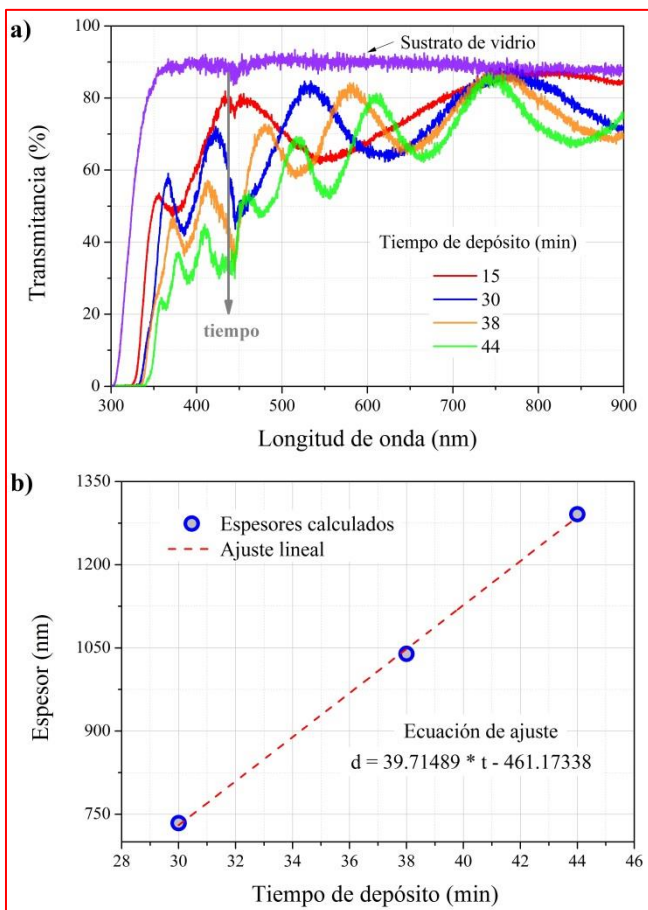 a)
100
80
60
40
20
0
Transmitancia (%)
Sustrato de vidrio
Tiempo de depósito (min)
15
30
38
44
tiempo
300 400 500 600 700 800 900
Longitud de onda (nm)
b)
1350
1200
1050
900
750
Espesor (nm)
Espesores calculados
Ajuste lineal
Ecuación de ajuste
d = 39.71489 * t - 461.17338
28 30 32 34 36 38 40 42 44 46
Tiempo de depósito (min)